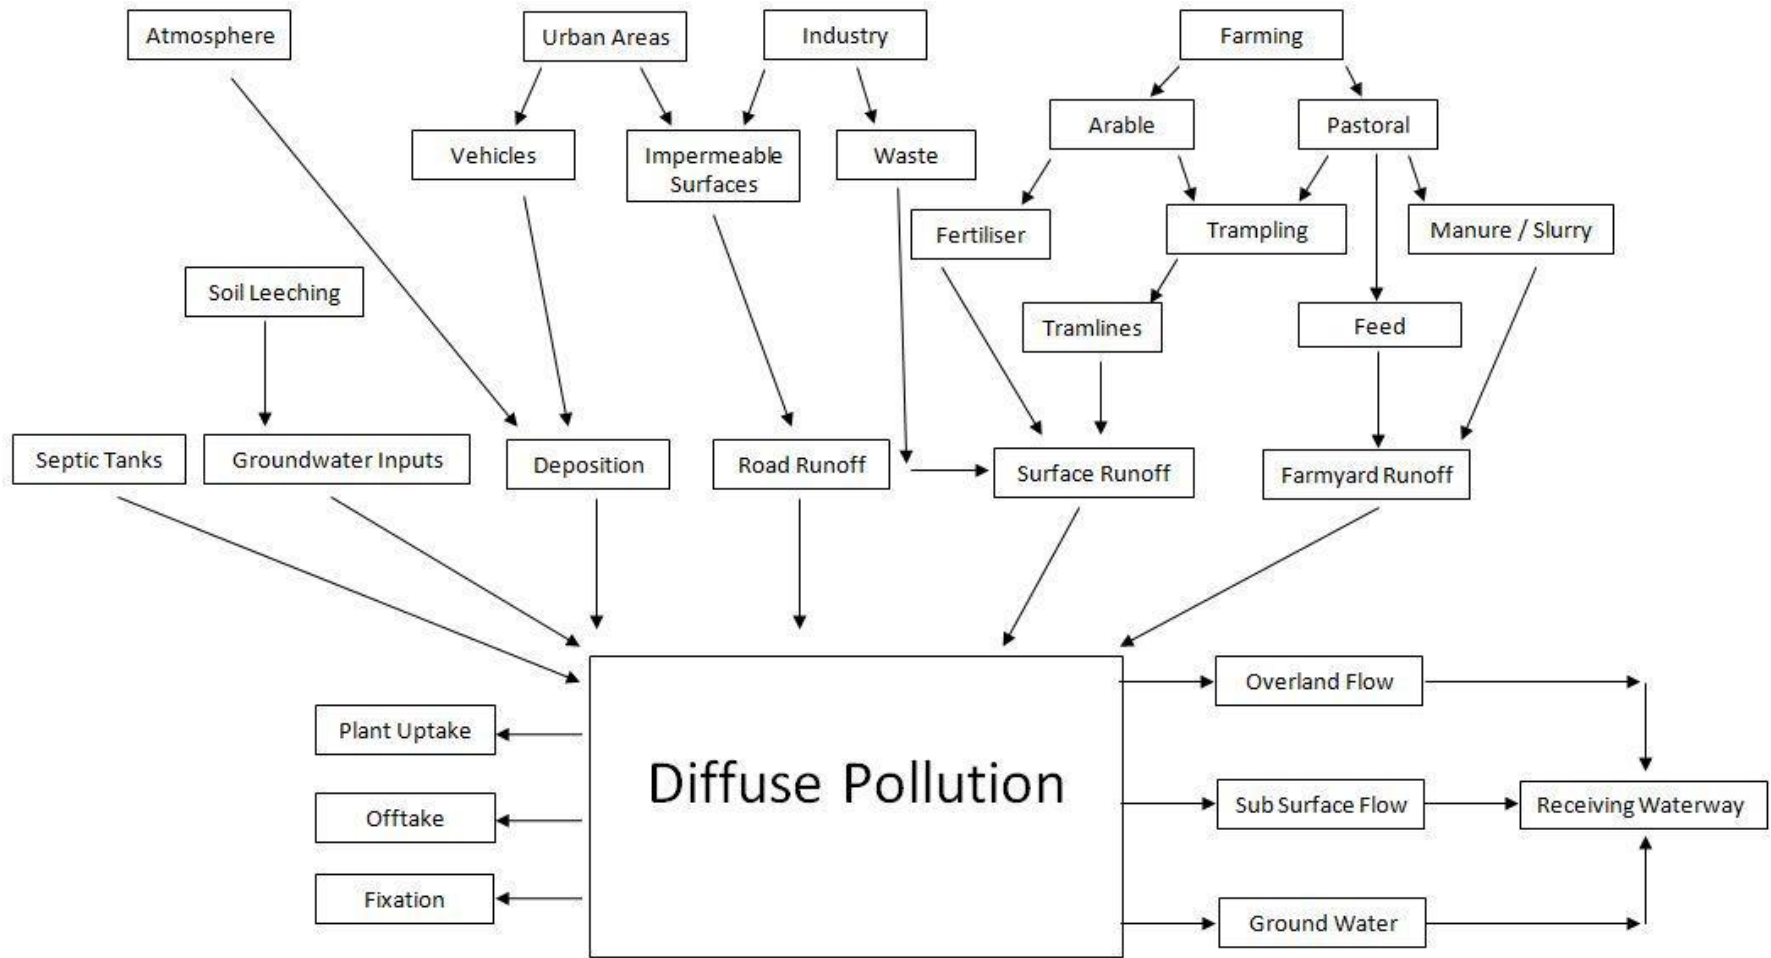 Atmosphere
Urban Areas
Industry
Farming
Arable
Pastoral
Vehicles
Impermeable
Surfaces
Waste
Fertiliser
Trampling
Manure / Slurry
Soil Leeching
Tramlines
Feed
Septic Tanks
Groundwater Inputs
Deposition
Road Runoff
Surface Runoff
Farmyard Runoff
Overland Flow
Plant Uptake
Diffuse Pollution
Sub Surface Flow
Receiving Waterway
Offtake
Fixation
Ground Water